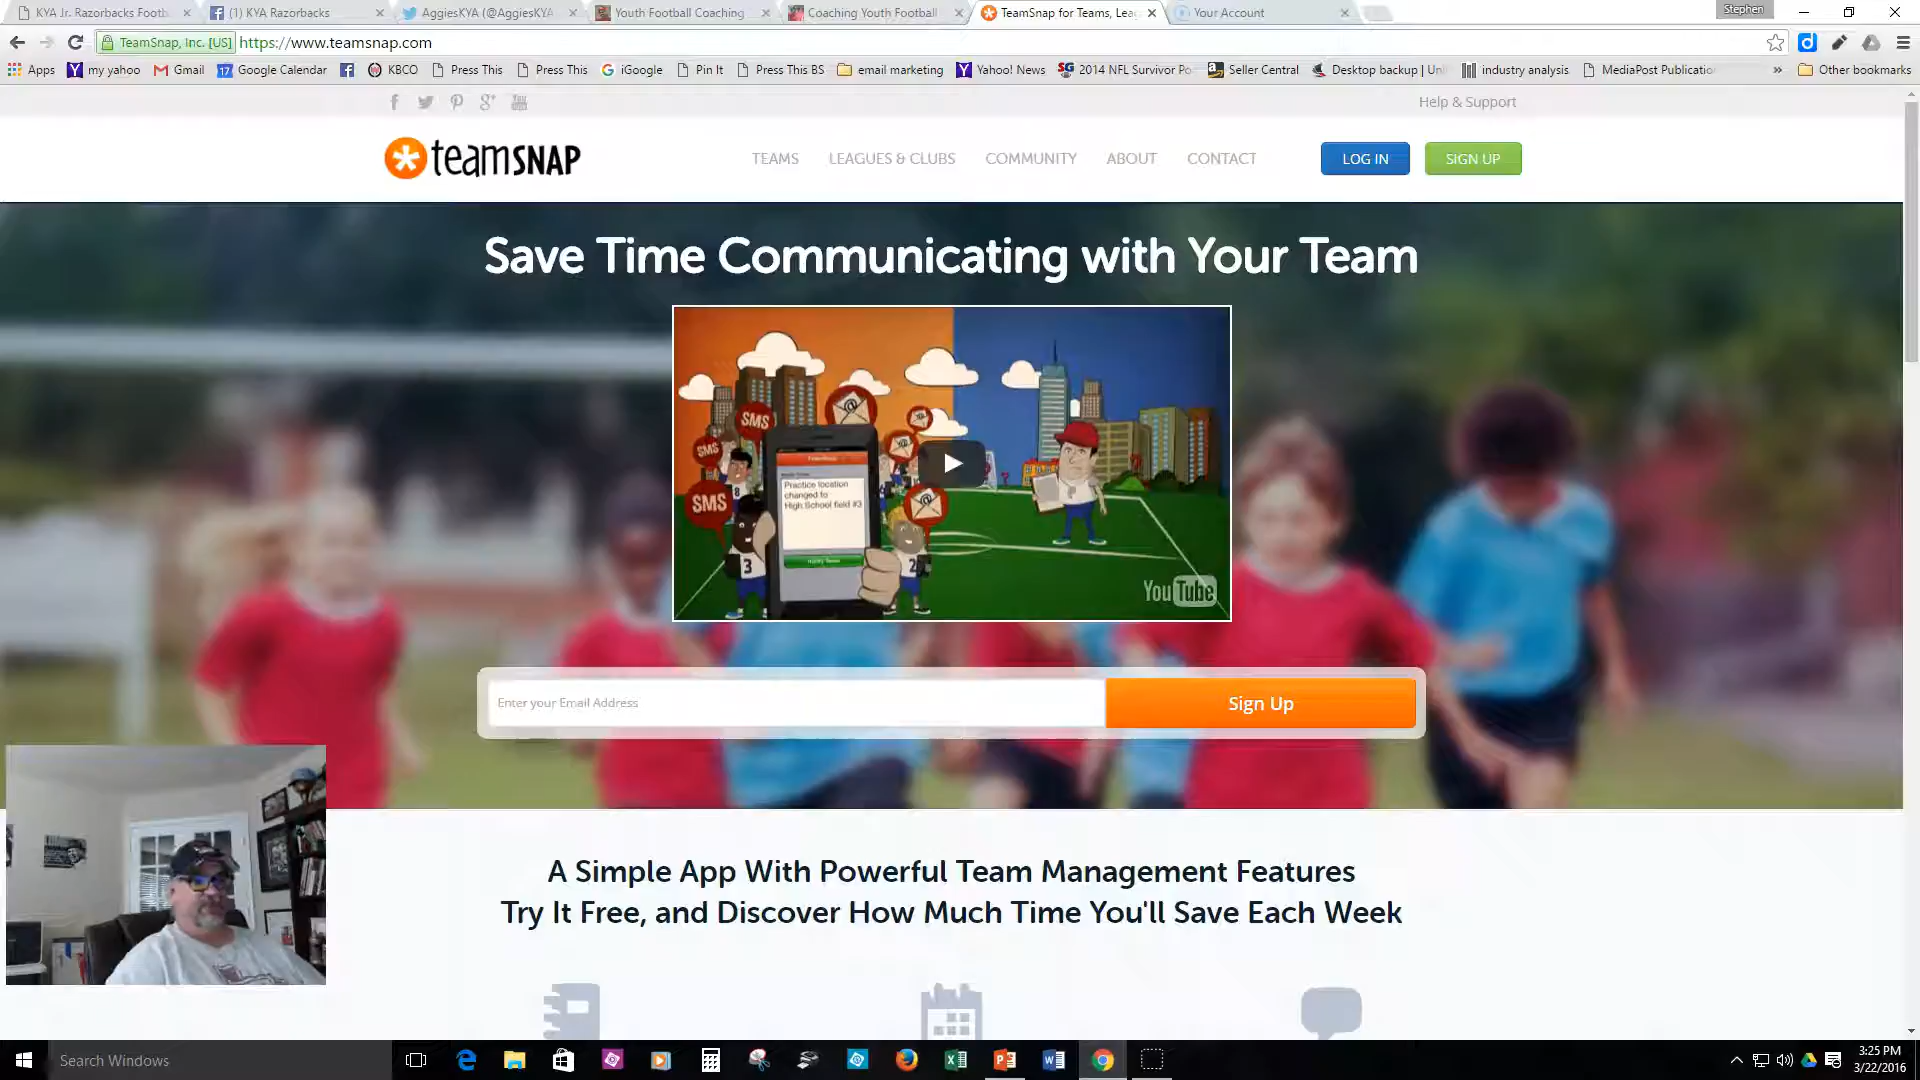 KYA Jr. Razorbacks Footb
(1) KYA Razorbacks
AggiesKYA (@AggiesKYA
Youth Football Coaching
Coaching Youth Football
TeamSnap for Teams, Lea
Your Account
Stephen
TeamSnap, Inc. [US]
https://www.teamsnap.com
Apps
my yahoo
Gmail
17 Google Calendar
KBCO
Press This
Press This
iGoogle
Pin It
Press This BS
email marketing
Yahoo! News
2014 NFL Survivor Po
Seller Central
Desktop backup | Uni
industry analysis
MediaPost Publicatio
»
Other bookmarks
Help & Support
teamSNAP
TEAMS
LEAGUES & CLUBS
COMMUNITY
ABOUT
CONTACT
LOG IN
SIGN UP
Save Time Communicating with Your Team
SMS
SMS
SMS
8
Practice location
changed to
High School field #3
3
2
YouTube
Enter your Email Address
Sign Up
A Simple App With Powerful Team Management Features
Try It Free, and Discover How Much Time You'll Save Each Week
Search Windows
3:25 PM
3/22/2016